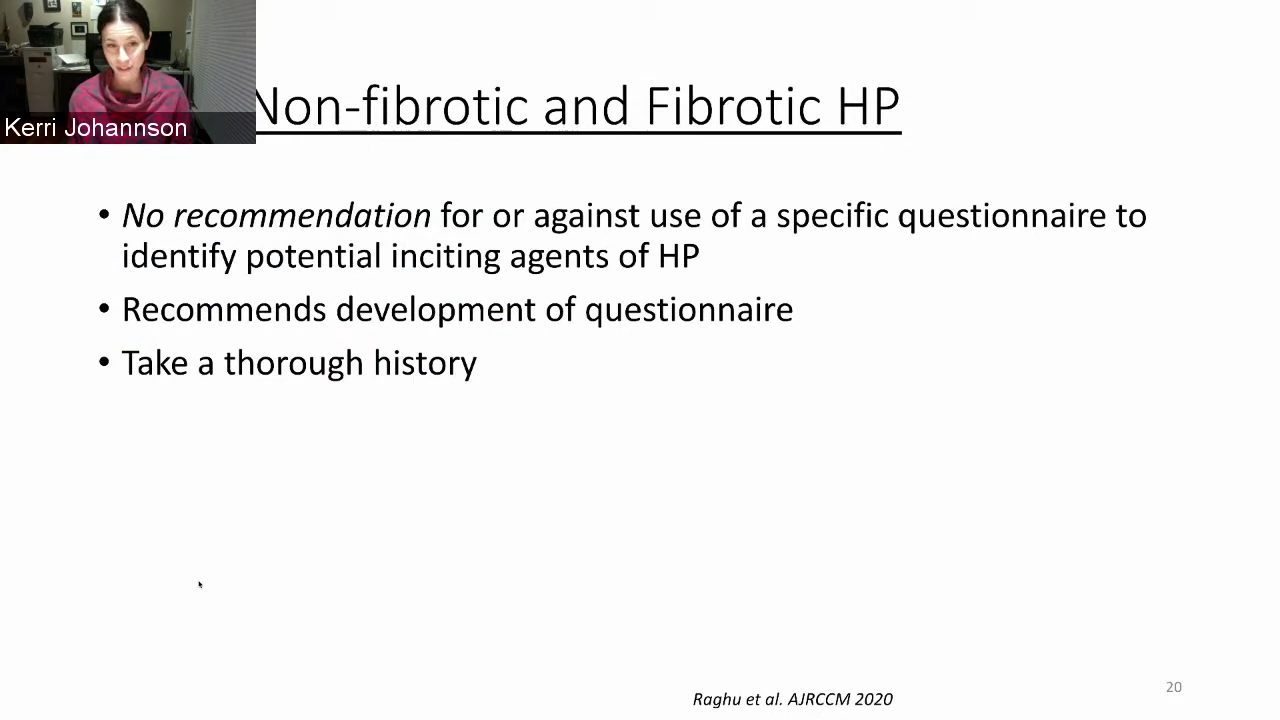 Kerri Johannson
Non-fibrotic and Fibrotic HP
• No recommendation for or against use of a specific questionnaire to
identify potential inciting agents of HP
• Recommends development of questionnaire
• Take a thorough history
Raghu et al. AJRCCM 2020
20